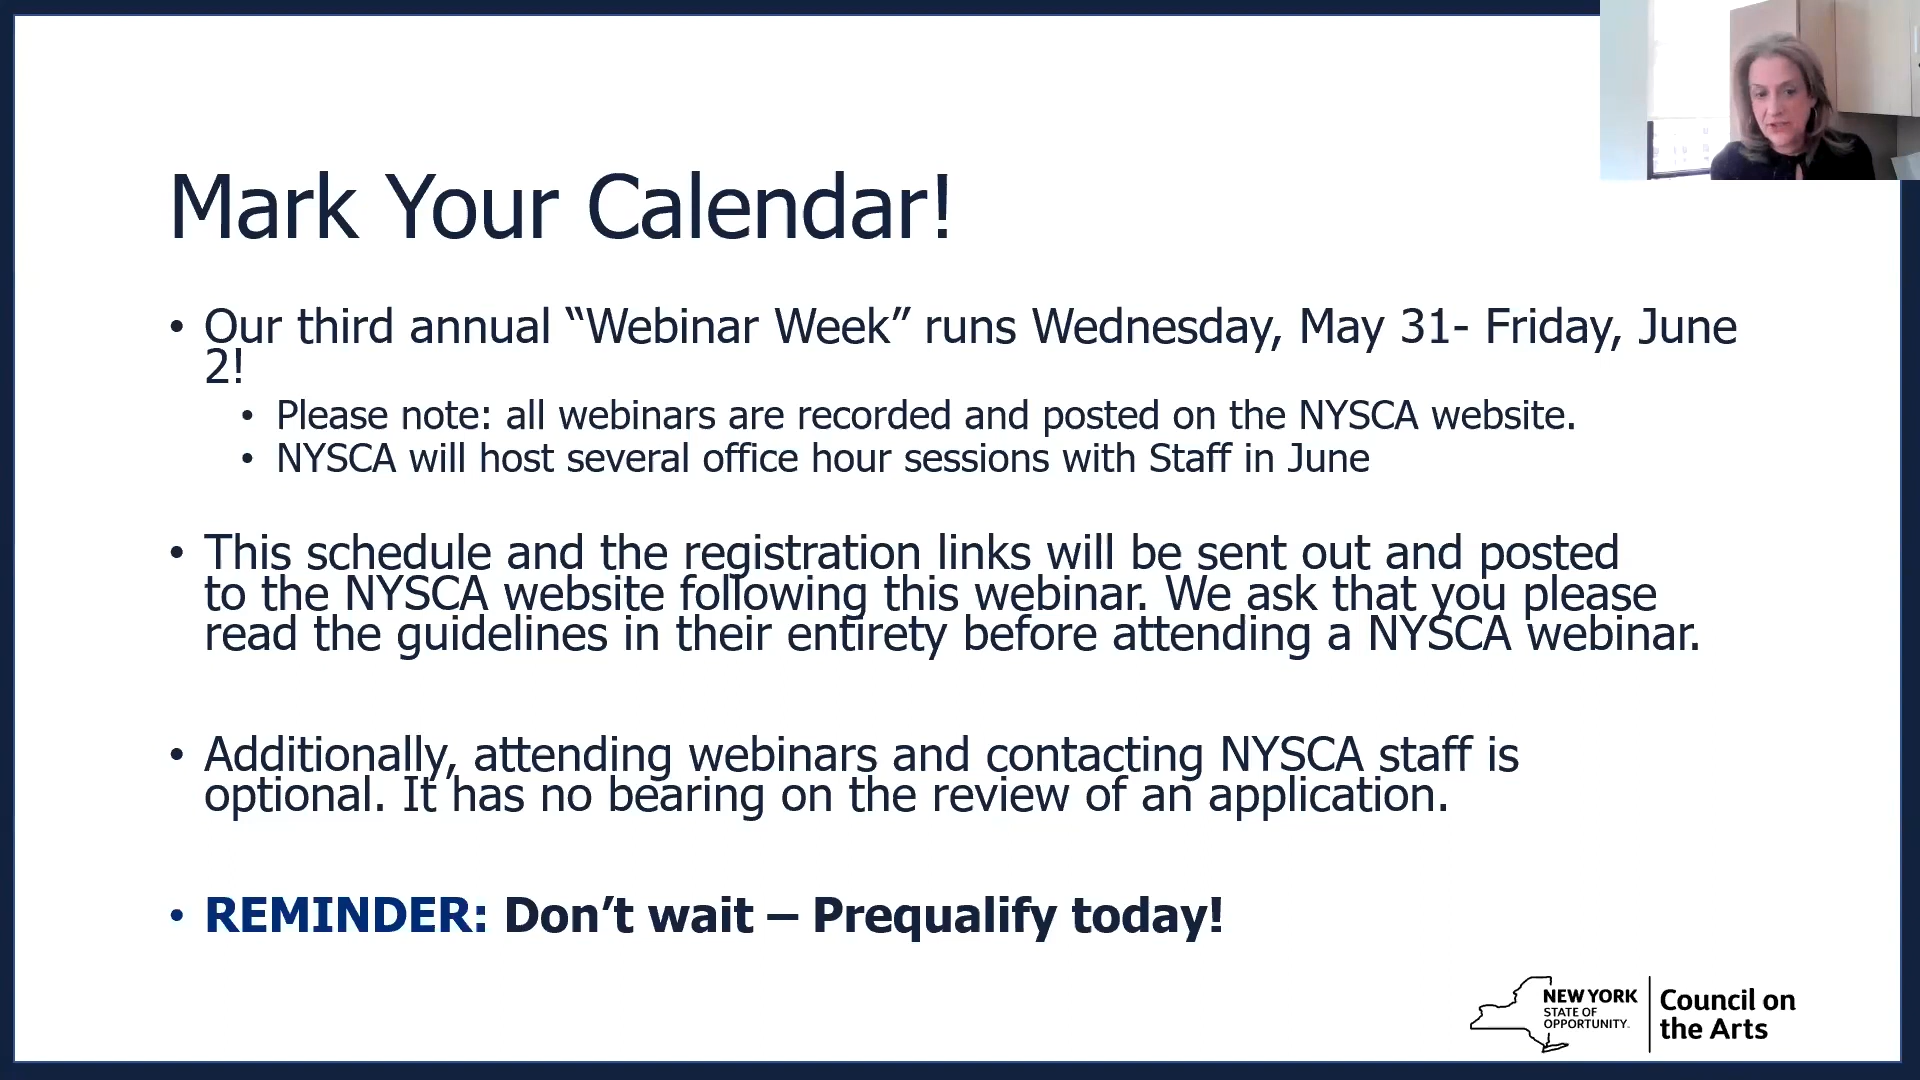 Mark Your Calendar!
• Our third annual “Webinar Week” runs Wednesday, May 31- Friday, June
2!
• Please note: all webinars are recorded and posted on the NYSCA website.
• NYSCA will host several office hour sessions with Staff in June
• This schedule and the registration links will be sent out and posted
to the NYSCA website following this webinar. We ask that you please
read the guidelines in their entirety before attending a NYSCA webinar.
• Additionally, attending webinars and contacting NYSCA staff is
optional. It has no bearing on the review of an application.
• REMINDER: Don’t wait – Prequalify today!
NEW YORK
STATE OF
OPPORTUNITY.
Council on
the Arts